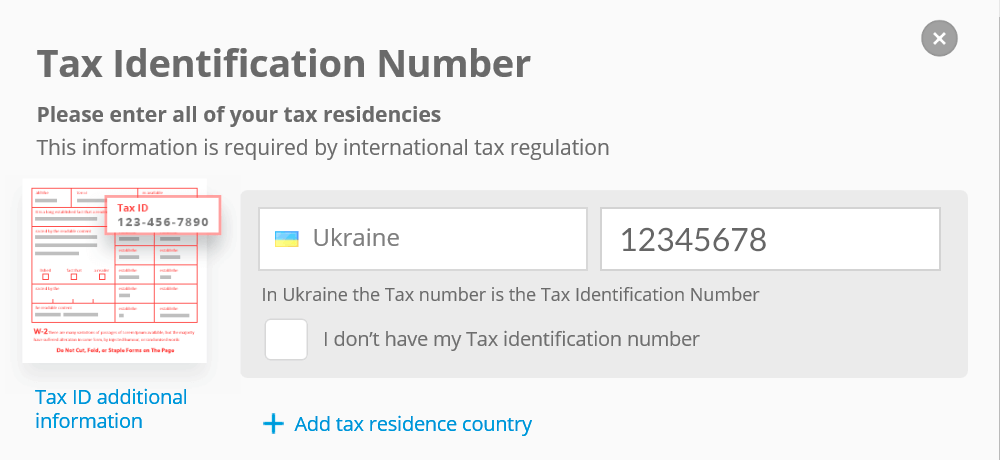 Tax Identification Number
Please enter all of your tax residencies
This information is required by international tax regulation
Tax ID
123-456-7890
W-2
Do Not Cut, Fold, or Staple Forms on The Page
Tax ID additional
information
Ukraine
12345678
In Ukraine the Tax number is the Tax Identification Number
I don’t have my Tax identification number
Add tax residence country